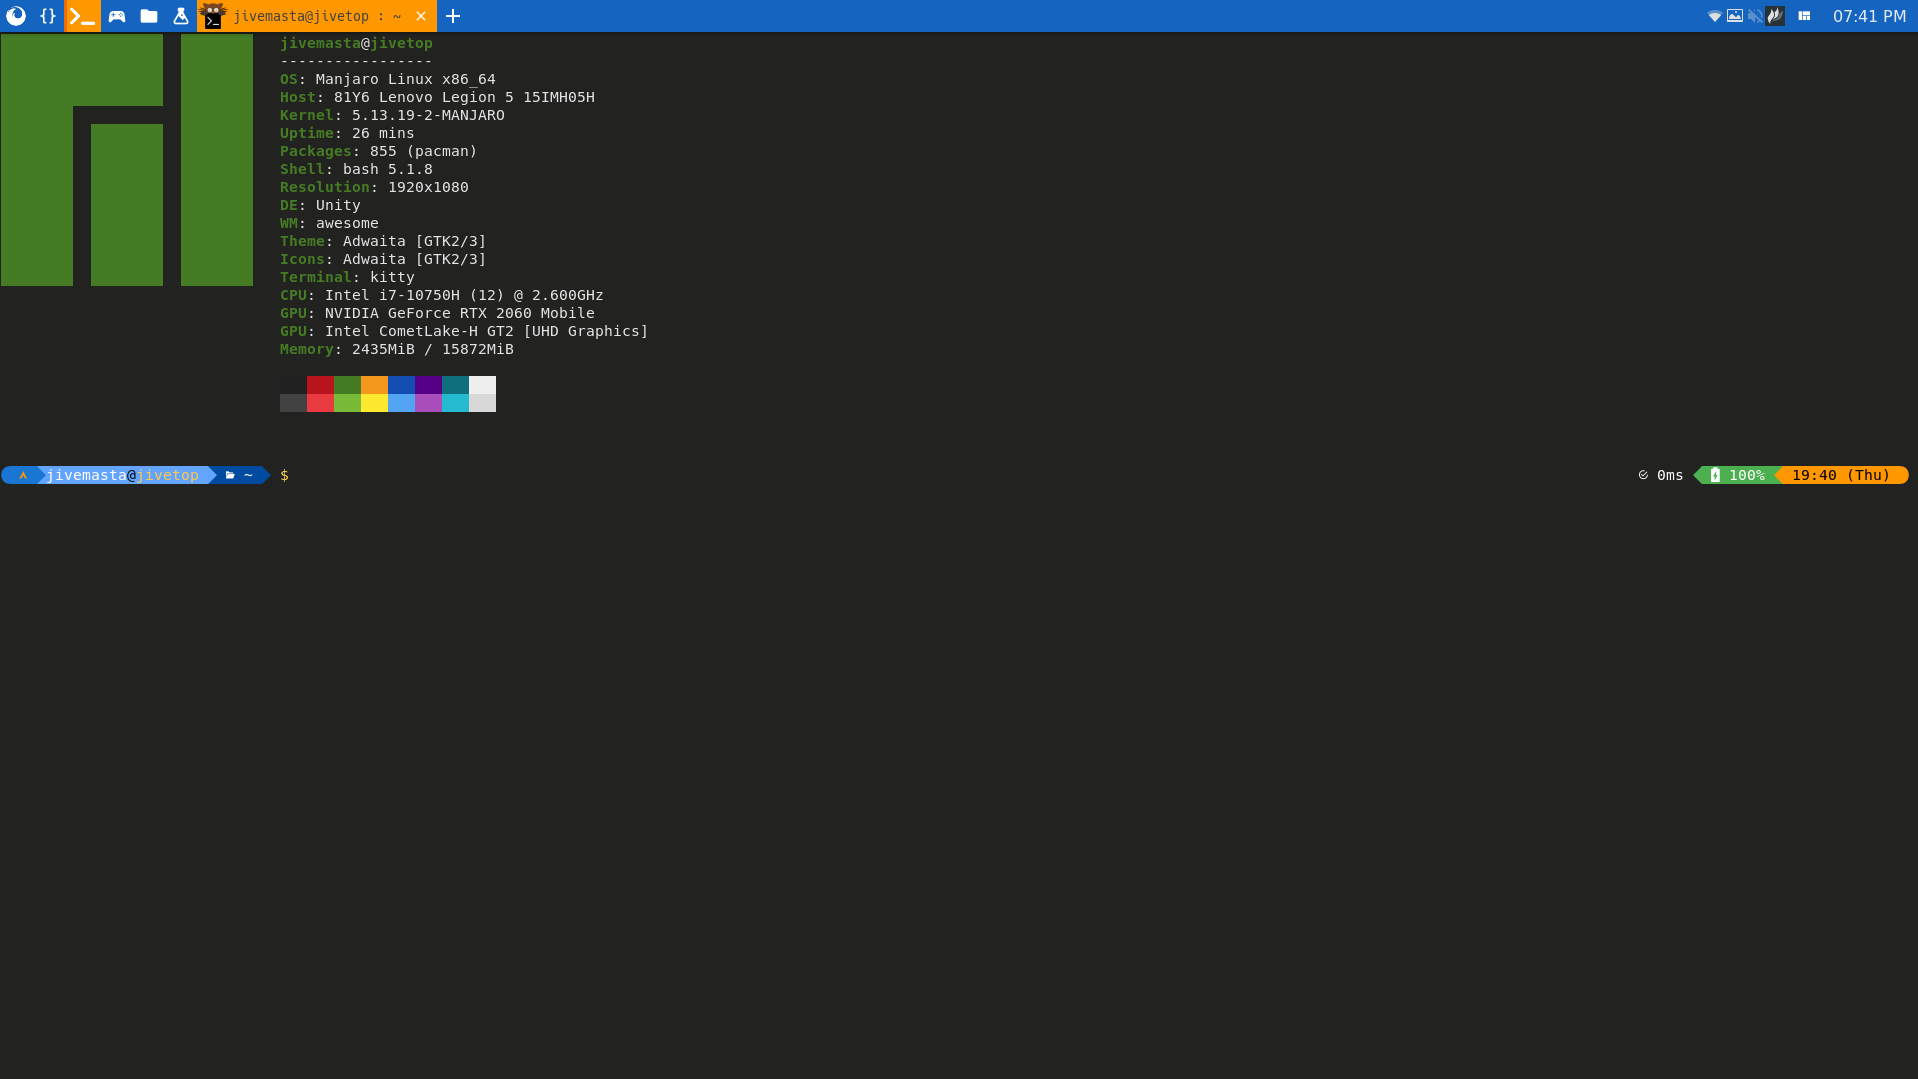 jivemasta@jivetop : ~
07:41 PM
jivemasta@jivetop
-----------------
OS: Manjaro Linux x86_64
Host: 81Y6 Lenovo Legion 5 15IMH05H
Kernel: 5.13.19-2-MANJARO
Uptime: 26 mins
Packages: 855 (pacman)
Shell: bash 5.1.8
Resolution: 1920x1080
DE: Unity
WM: awesome
Theme: Adwaita [GTK2/3]
Icons: Adwaita [GTK2/3]
Terminal: kitty
CPU: Intel i7-10750H (12) @ 2.600GHz
GPU: NVIDIA GeForce RTX 2060 Mobile
GPU: Intel CometLake-H GT2 [UHD Graphics]
Memory: 2435MiB / 15872MiB
jivemasta@jivetop ~ $ 0ms 100% 19:40 (Thu)